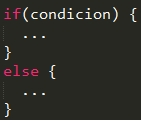 if(condicion) {
  ...
}
else {
  ...
}